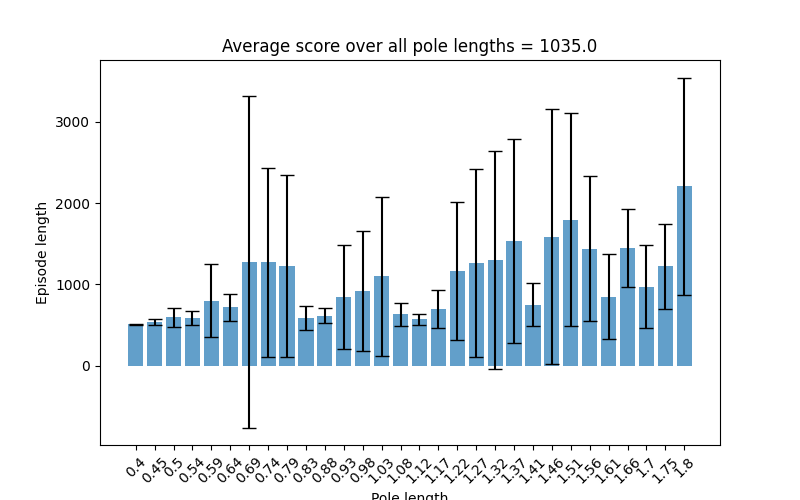 Average score over all pole lengths = 1035.0
3000
2000
1000
0
Episode length
0.4 0.45 0.5 0.54 0.59 0.64 0.69 0.74 0.79 0.83 0.88 0.93 0.98 1.03 1.08 1.12 1.17 1.22 1.27 1.32 1.37 1.41 1.46 1.51 1.56 1.61 1.66 1.7 1.75 1.8
Pole length